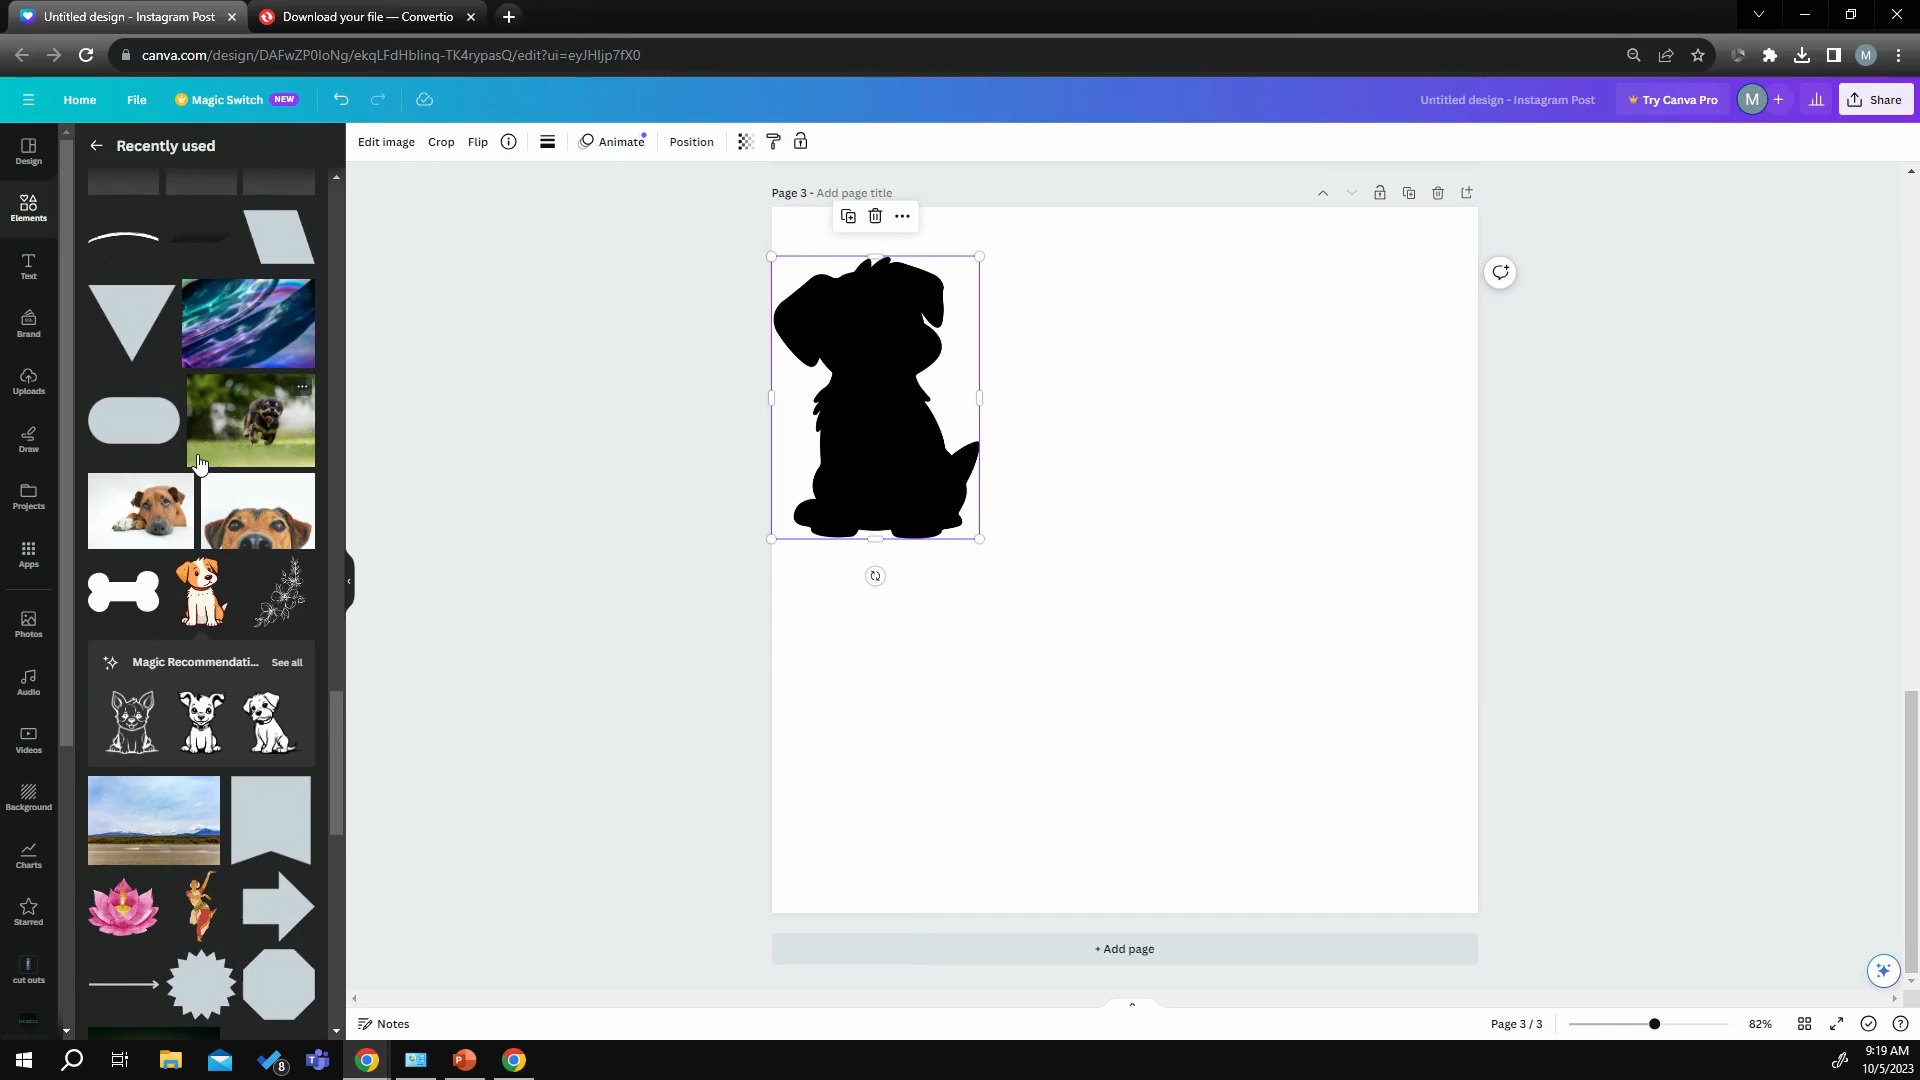 Untitled design - Instagram Post
Download your file — Convertio
canva.com/design/DAFwZP0IoNg/ekqLFdHblinq-TK4rypasQ/edit?ui=eyJHIjp7fX0
M
Home
File
Magic Switch NEW
Untitled design - Instagram Post
Try Canva Pro
M
Share
Design
Elements
Text
Brand
Uploads
Draw
Projects
Apps
Photos
Audio
Videos
Background
Charts
Starred
cut outs
Recently used
Magic Recommendati...
See all
Edit image
Crop
Flip
Animate
Position
Page 3 - Add page title
+ Add page
Notes
Page 3 / 3
82%
8
9:19 AM
10/5/2023